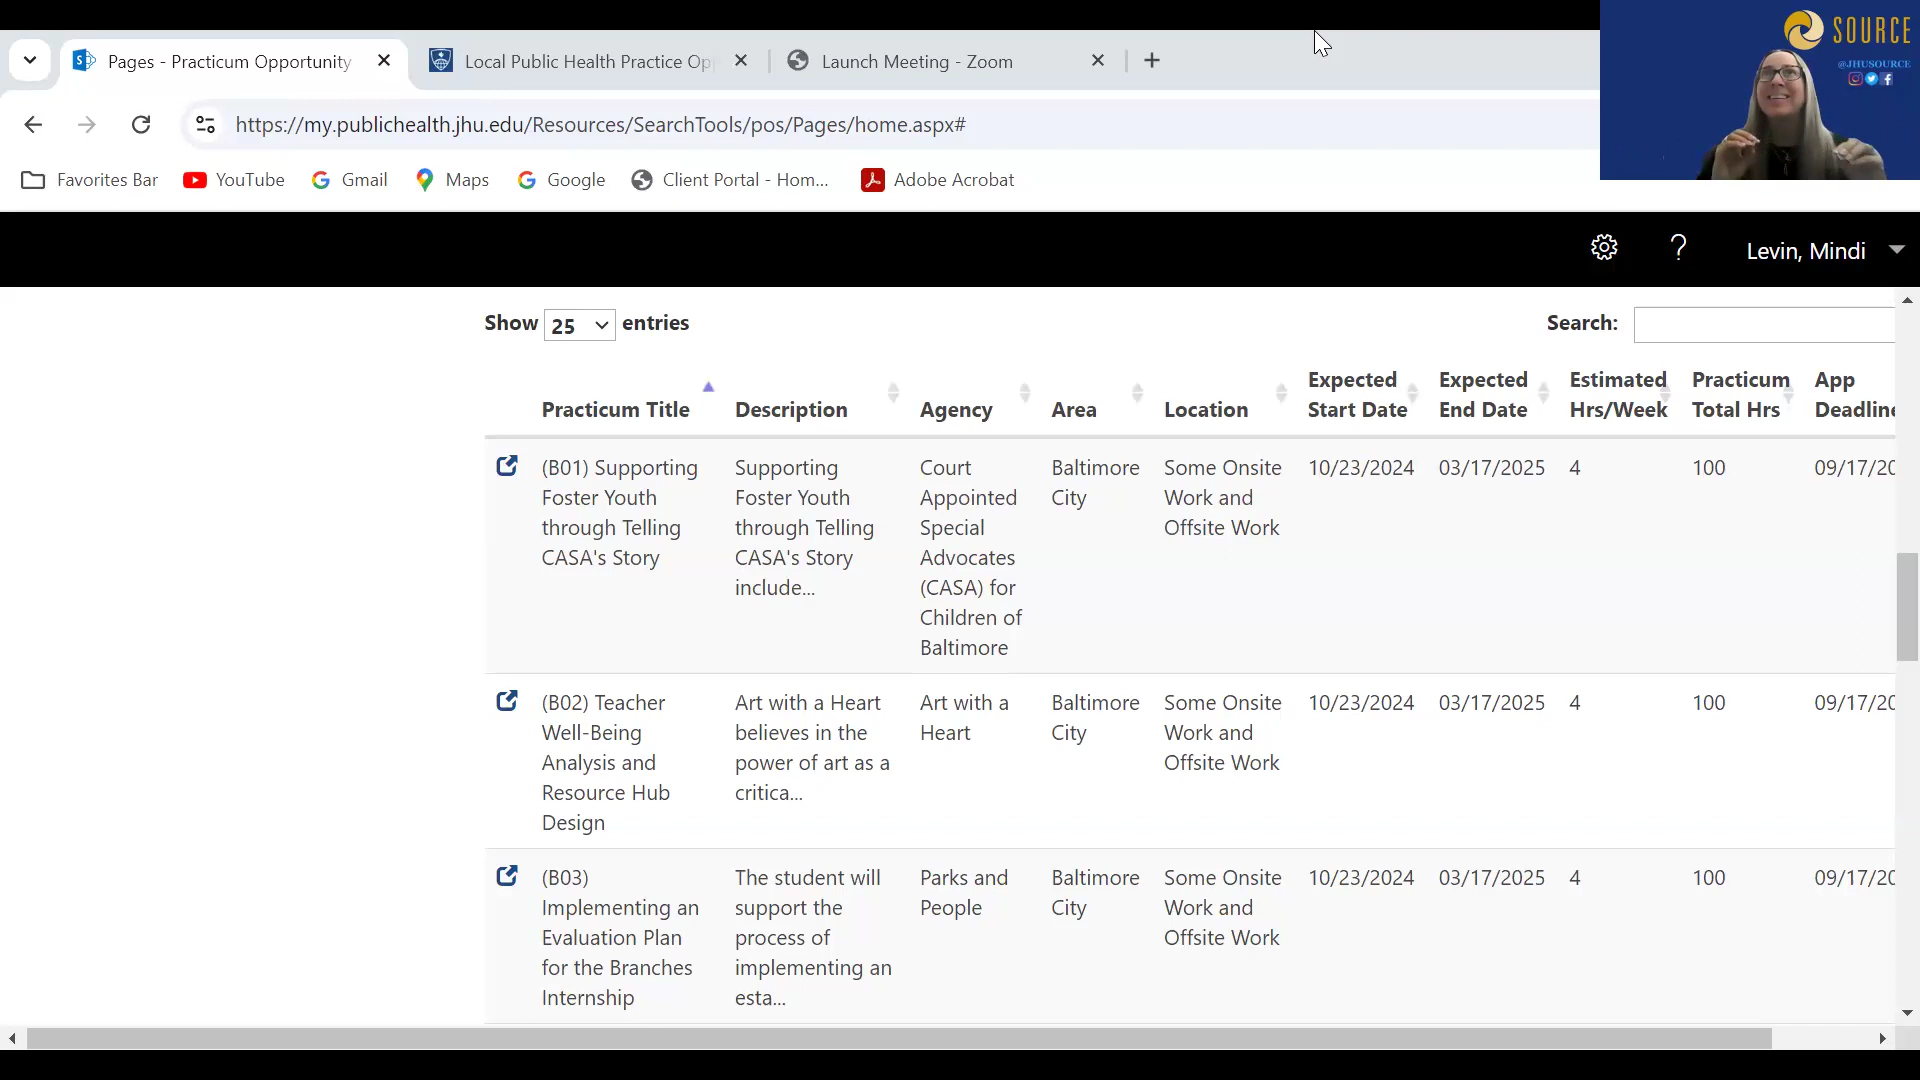 Pages - Practicum Opportunity
Local Public Health Practice Op
Launch Meeting - Zoom
SOURCE
@JHUSOURCE
https://my.publichealth.jhu.edu/Resources/SearchTools/pos/Pages/home.aspx#
Favorites Bar
YouTube
Gmail
Maps
Google
Client Portal - Hom...
Adobe Acrobat
Levin, Mindi
Show 25 entries
Search:
Practicum Title
Description
Agency
Area
Location
Expected
Start Date
Expected
End Date
Estimated
Hrs/Week
Practicum
Total Hrs
App
Deadline
(B01) Supporting
Foster Youth
through Telling
CASA's Story
Supporting
Foster Youth
through Telling
CASA's Story
include...
Court
Appointed
Special
Advocates
(CASA) for
Children of
Baltimore
Baltimore
City
Some Onsite
Work and
Offsite Work
10/23/2024
03/17/2025
4
100
09/17/20
(B02) Teacher
Well-Being
Analysis and
Resource Hub
Design
Art with a Heart
believes in the
power of art as a
critica...
Art with a
Heart
Baltimore
City
Some Onsite
Work and
Offsite Work
10/23/2024
03/17/2025
4
100
09/17/20
(B03)
Implementing an
Evaluation Plan
for the Branches
Internship
The student will
support the
process of
implementing an
esta...
Parks and
People
Baltimore
City
Some Onsite
Work and
Offsite Work
10/23/2024
03/17/2025
4
100
09/17/20